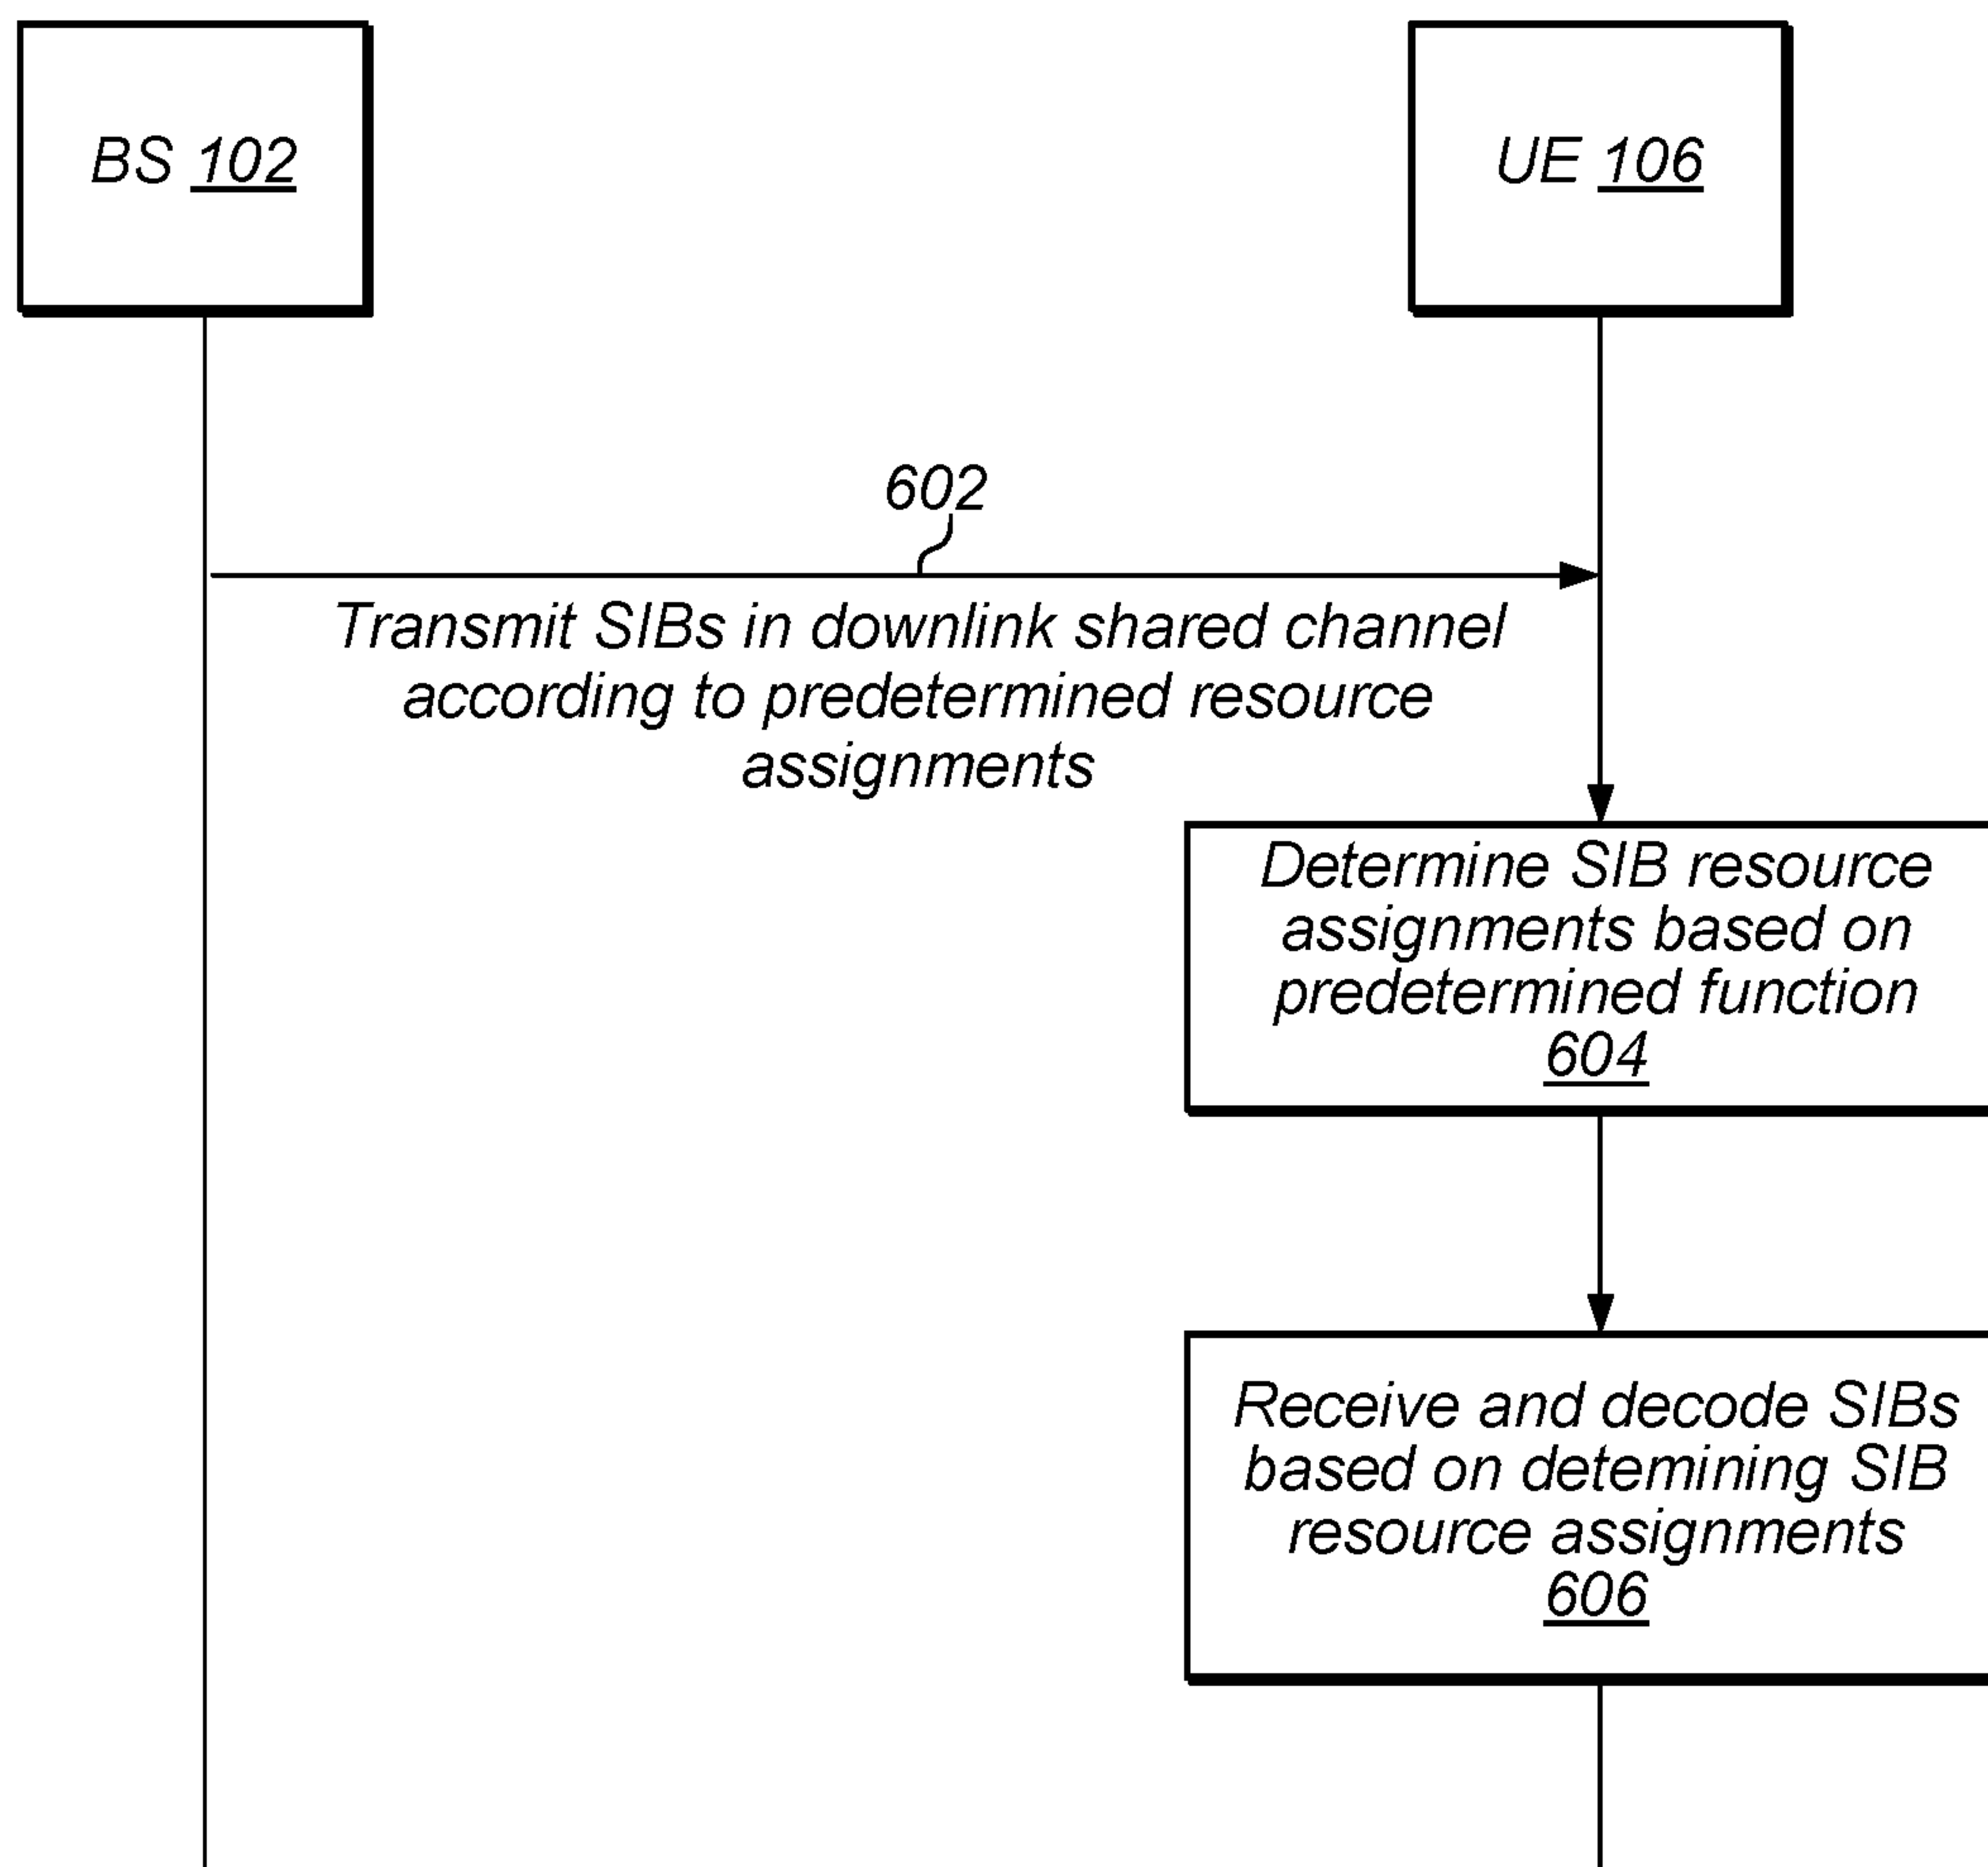 BS 102
UE 106
602
Transmit SIBs in downlink shared channel
according to predetermined resource
assignments
Determine SIB resource
assignments based on
predetermined function
604
Receive and decode SIBs
based on detemining SIB
resource assignments
606